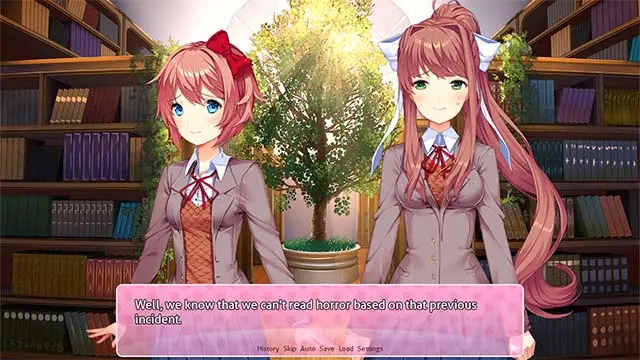 Well, we know that we can't read horror based on that previous
incident.
History Skip Auto Save Load Settings